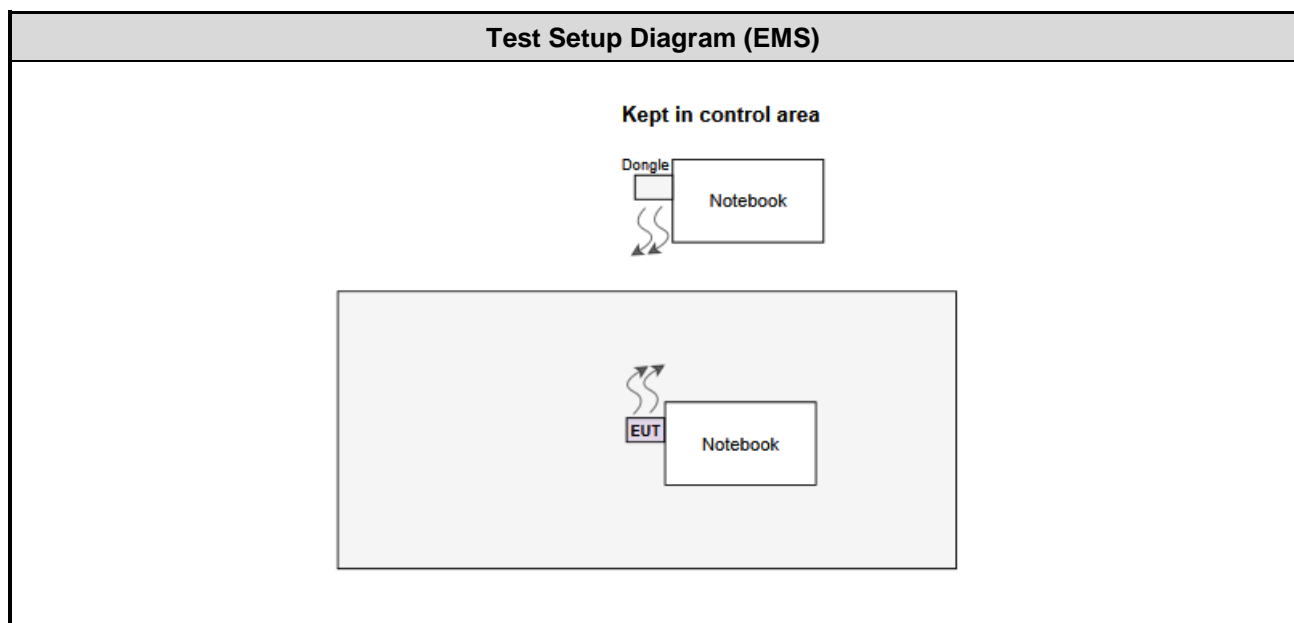 Test Setup Diagram (EMS)
Kept in control area
Dongle
Notebook
EUT
Notebook